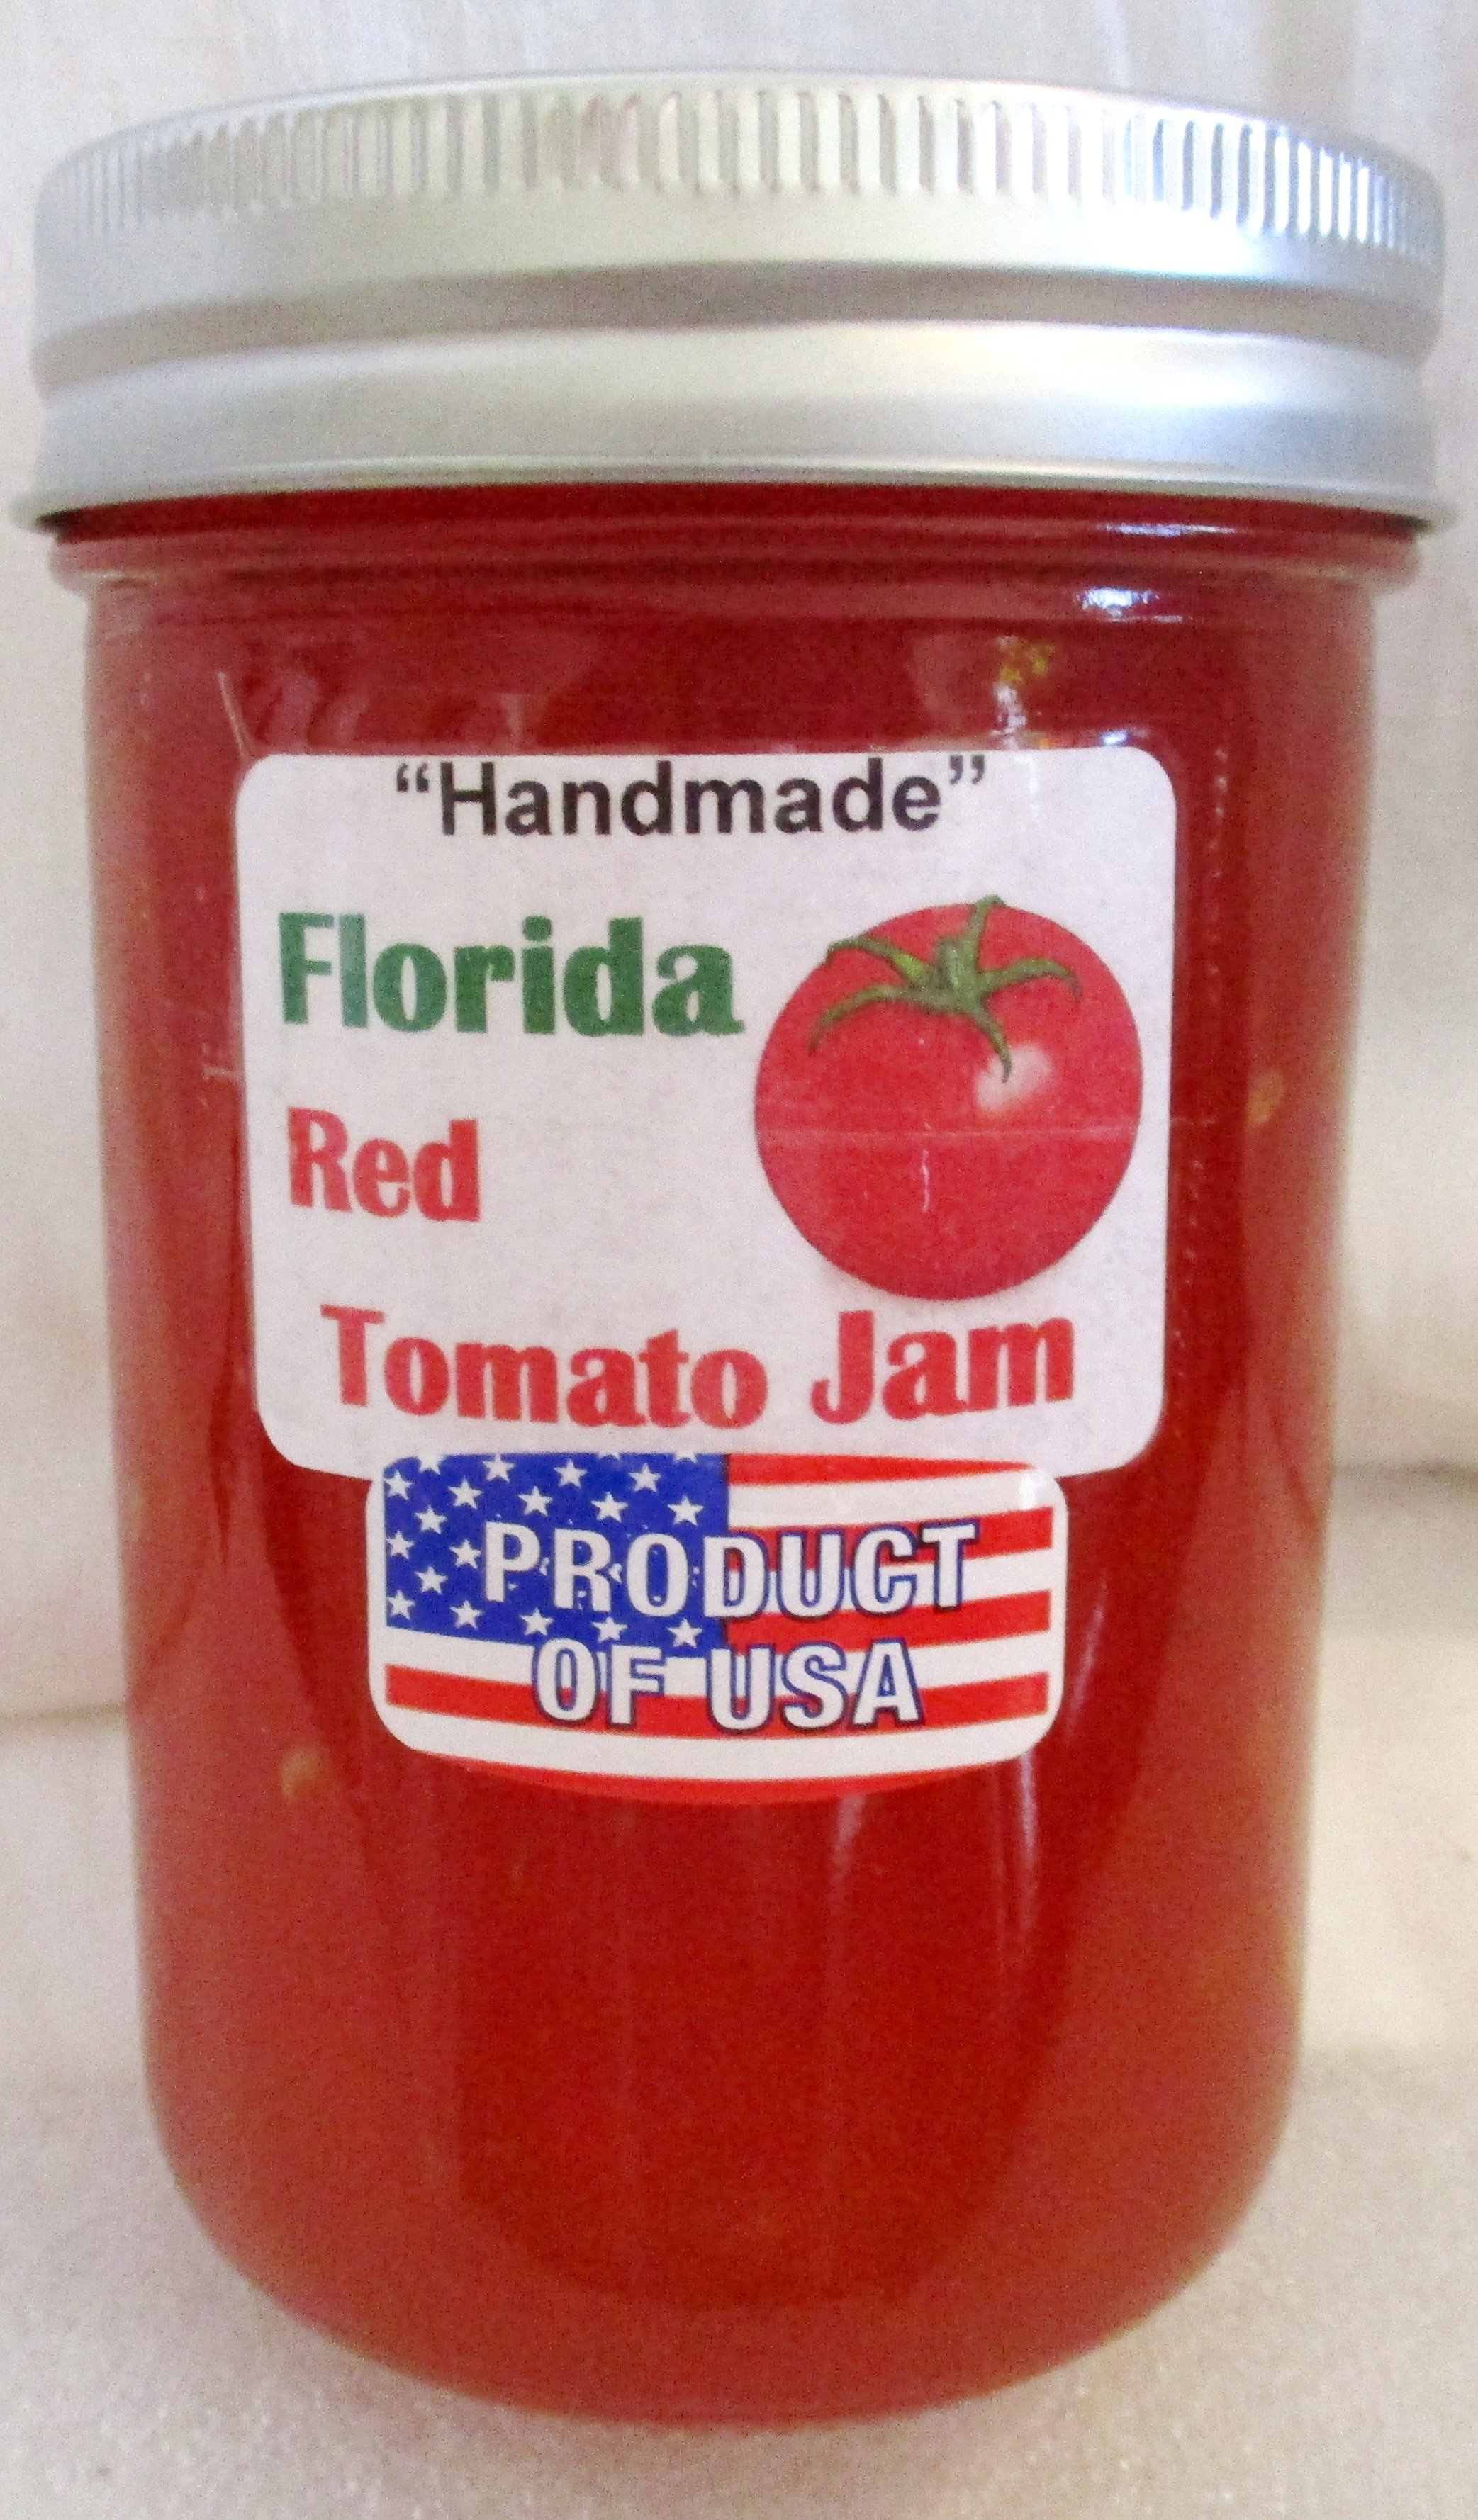 “Handmade”
Florida
Red
Tomato Jam
PRODUCT
OF USA